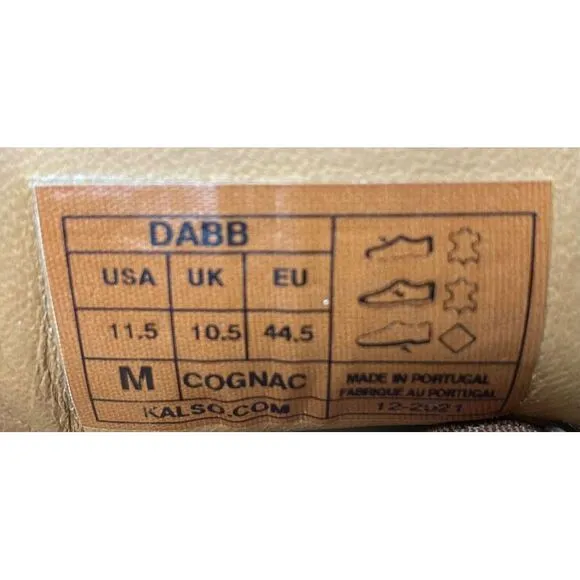 DABB
USA UK EU
11.5 10.5 44.5
M COGNAC
KALSO.COM
MADE IN PORTUGAL
FABRIQUE AU PORTUGAL
12-2021